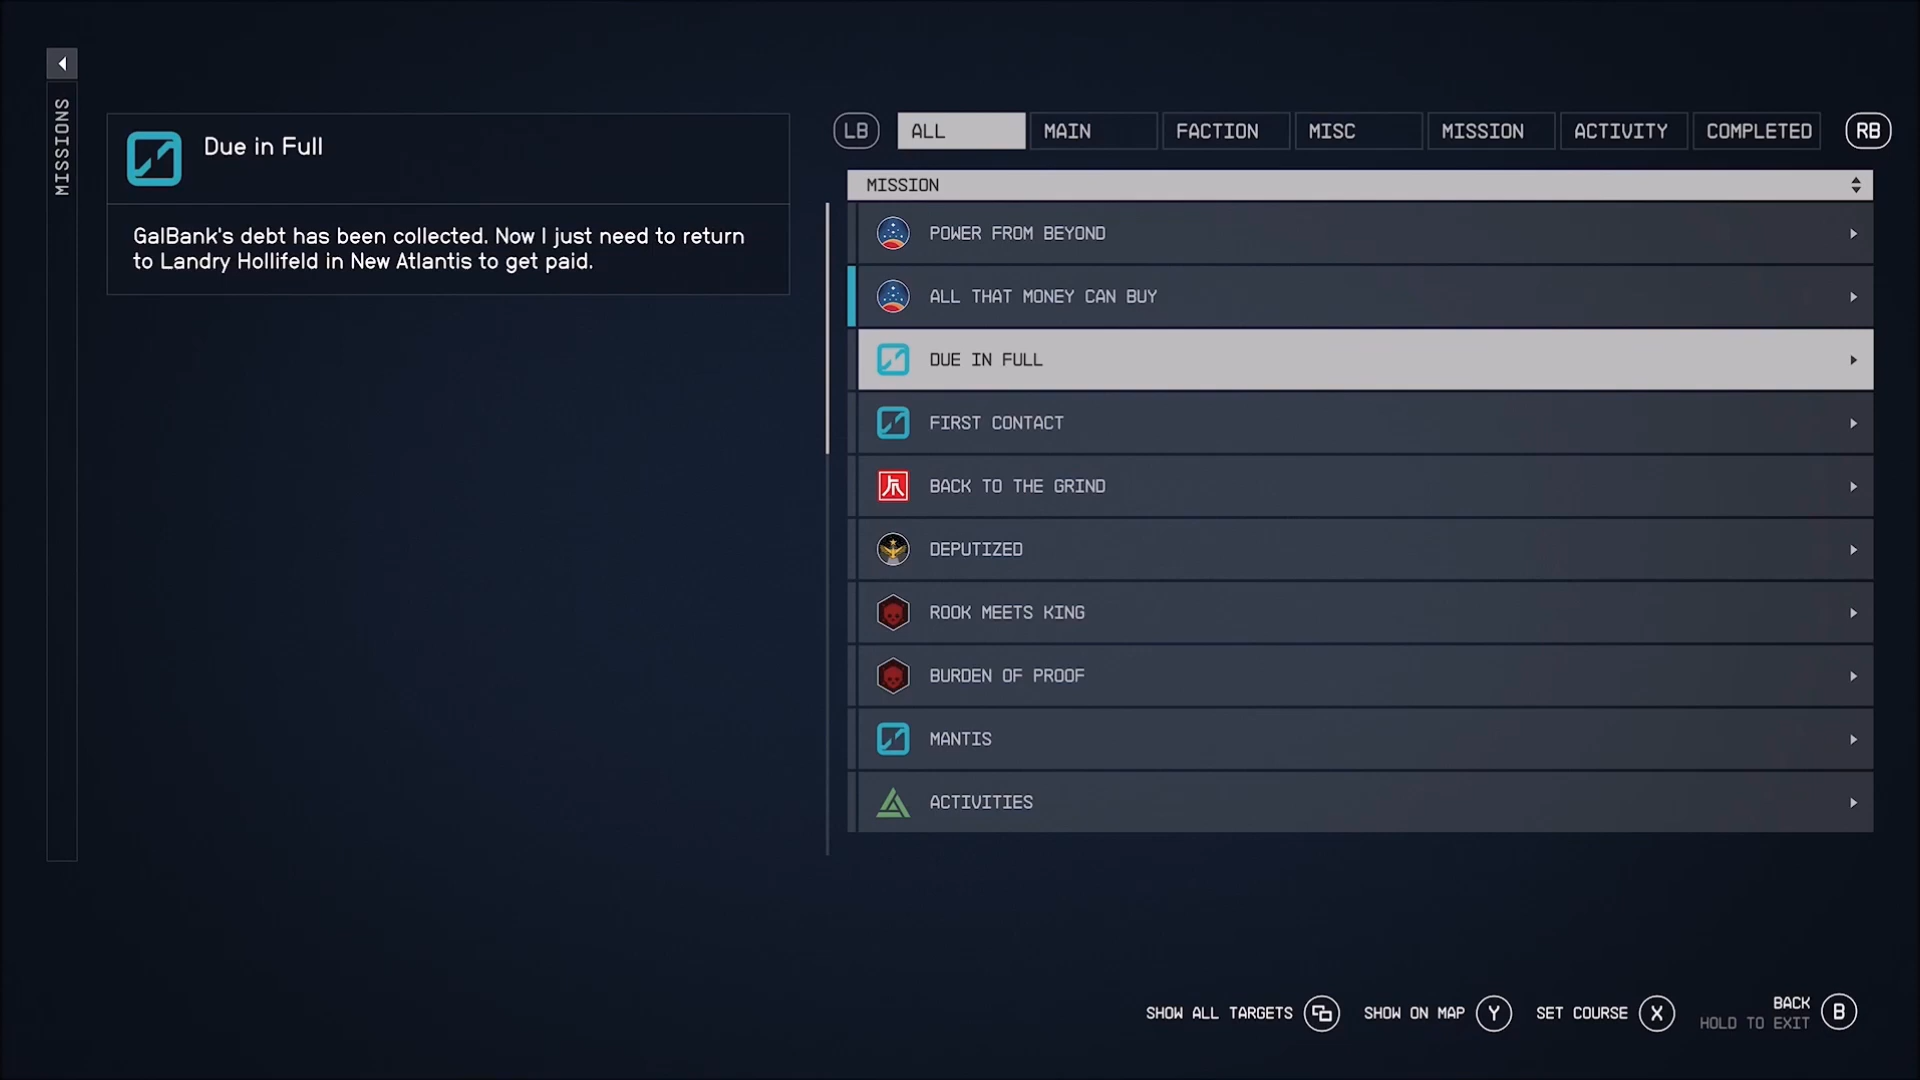 MISSIONS
Due in Full
GalBank's debt has been collected. Now I just need to return
to Landry Hollifeld in New Atlantis to get paid.
LB ALL MAIN FACTION MISC MISSION ACTIVITY COMPLETED RB
MISSION
POWER FROM BEYOND
ALL THAT MONEY CAN BUY
DUE IN FULL
FIRST CONTACT
BACK TO THE GRIND
DEPUTIZED
ROOK MEETS KING
BURDEN OF PROOF
MANTIS
ACTIVITIES
SHOW ALL TARGETS SHOW ON MAP Y SET COURSE X BACK B
HOLD TO EXIT